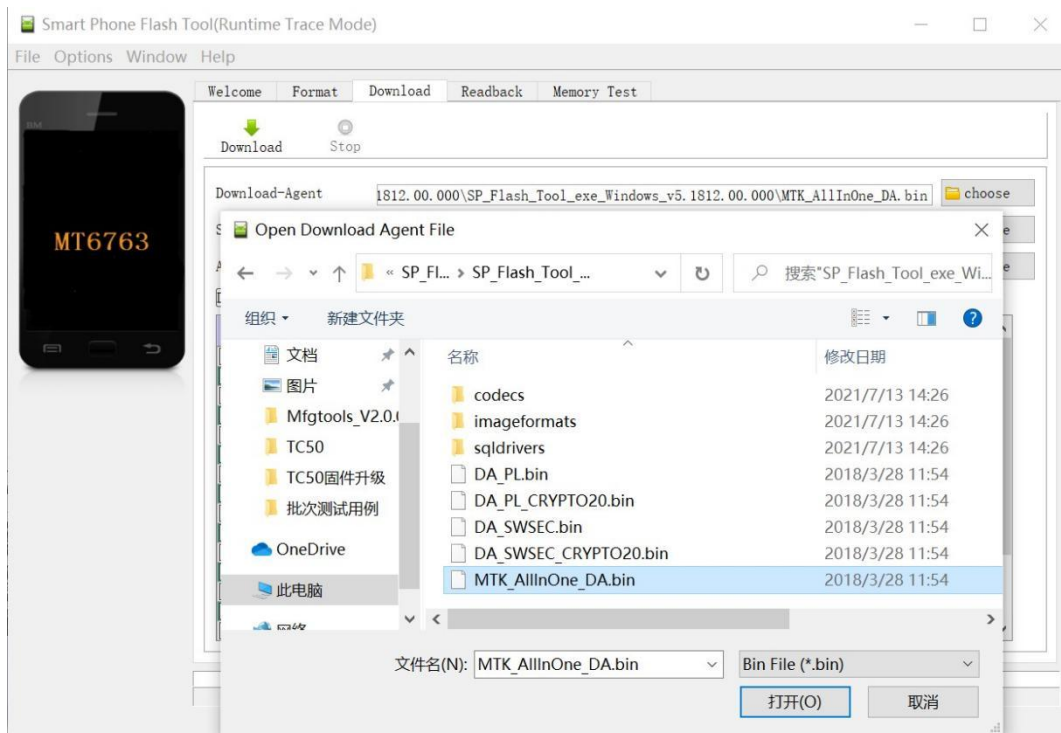 Smart Phone Flash Tool(Runtime Trace Mode)
File Options Window Help
Welcome Format Download Readback Memory Test
BM
Download Stop
Download-Agent 1812.00.000\SP_Flash_Tool_exe_Windows_v5.1812.00.000\MTK_AllInOne_DA.bin choose
MT6763
Open Download Agent File
« SP_Fl... › SP_Flash_Tool_... 搜索"SP_Flash_Tool_exe_Wi...
组织 新建文件夹
文档
图片
Mfgtools_V2.0.
TC50
TC50固件升级
批次测试用例
OneDrive
此电脑
网络
名称 修改日期
codecs 2021/7/13 14:26
imageformats 2021/7/13 14:26
sqldrivers 2021/7/13 14:26
DA_PL.bin 2018/3/28 11:54
DA_PL_CRYPTO20.bin 2018/3/28 11:54
DA_SWSEC.bin 2018/3/28 11:54
DA_SWSEC_CRYPTO20.bin 2018/3/28 11:54
MTK_AllInOne_DA.bin 2018/3/28 11:54
文件名(N): MTK_AllInOne_DA.bin Bin File (*.bin)
打开(O) 取消